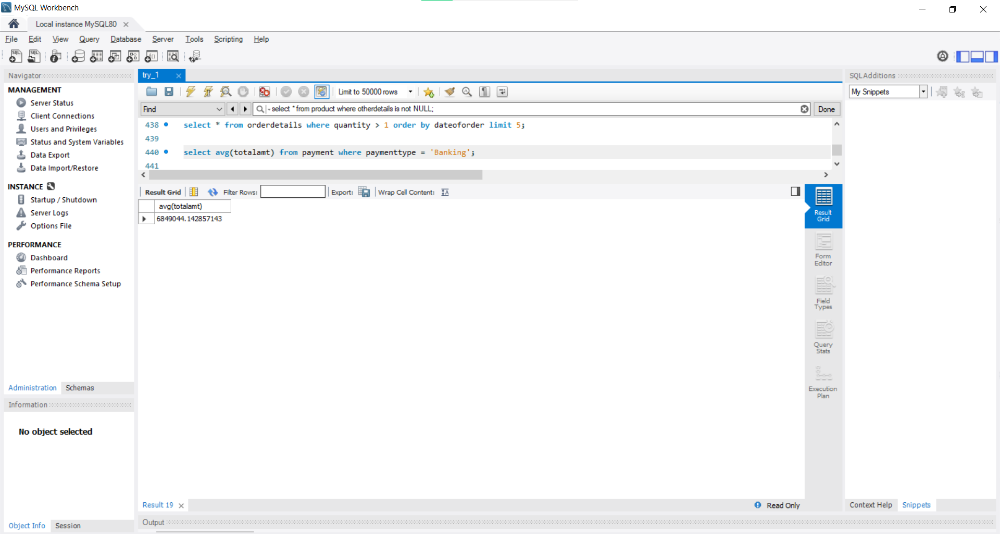 MySQL Workbench
Local instance MySQL80
File Edit View Query Database Server Tools Scripting Help
Navigator
MANAGEMENT
Server Status
Client Connections
Users and Privileges
Status and System Variables
Data Export
Data Import/Restore
INSTANCE
Startup / Shutdown
Server Logs
Options File
PERFORMANCE
Dashboard
Performance Reports
Performance Schema Setup
Administration Schemas
Information
No object selected
Object Info Session
try_1
Limit to 50000 rows
Find select * from product where otherdetails is not NULL; Done
438 select * from orderdetails where quantity > 1 order by dateoforder limit 5;
439
440 select avg(totalamt) from payment where paymenttype = 'Banking';
441
Result Grid Filter Rows: Export: Wrap Cell Content:
avg(totalamt)
6849044.142857143
Result
Grid
Form
Editor
Field
Types
Query
Stats
Execution
Plan
Result 19 Read Only
Output
SQLAdditions
My Snippets
Context Help Snippets